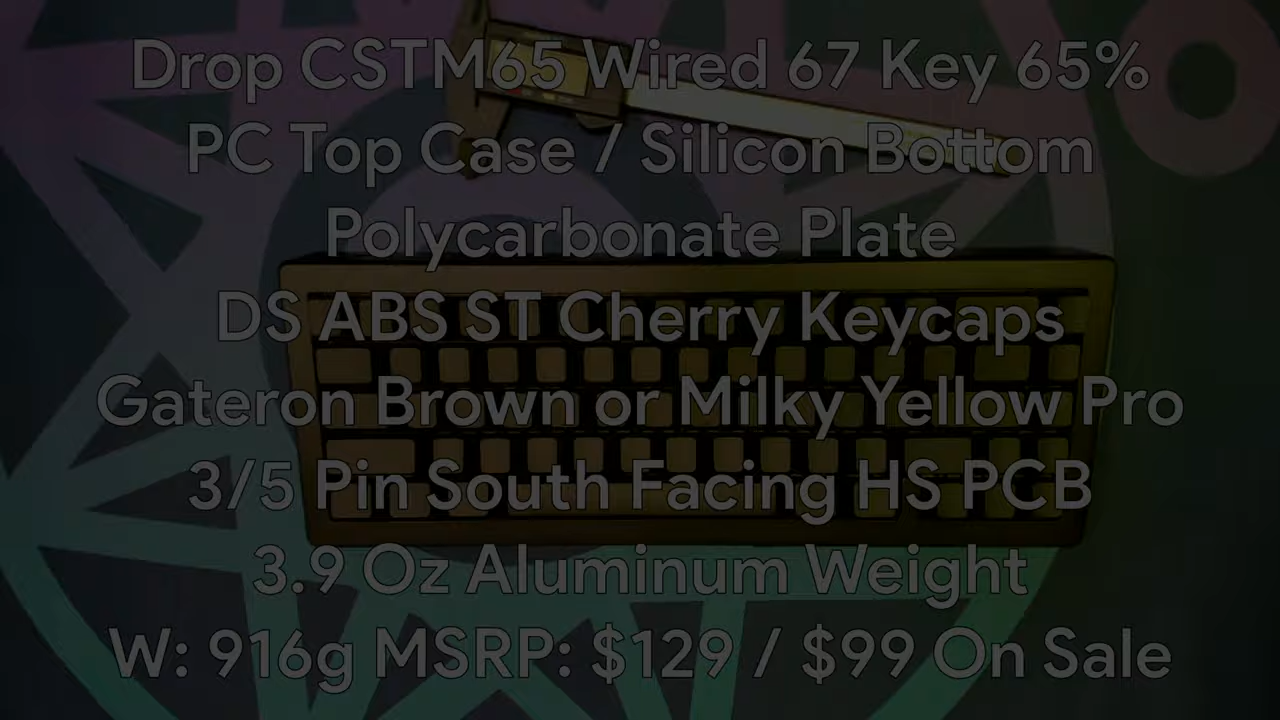 Drop CSTM65 Wired 67 Key 65%
PC Top Case / Silicon Bottom
Polycarbonate Plate
DS ABS ST Cherry Keycaps
Gateron Brown or Milky Yellow Pro
3/5 Pin South Facing HS PCB
3.9 Oz Aluminum Weight
W: 916g MSRP: $129 / $99 On Sale